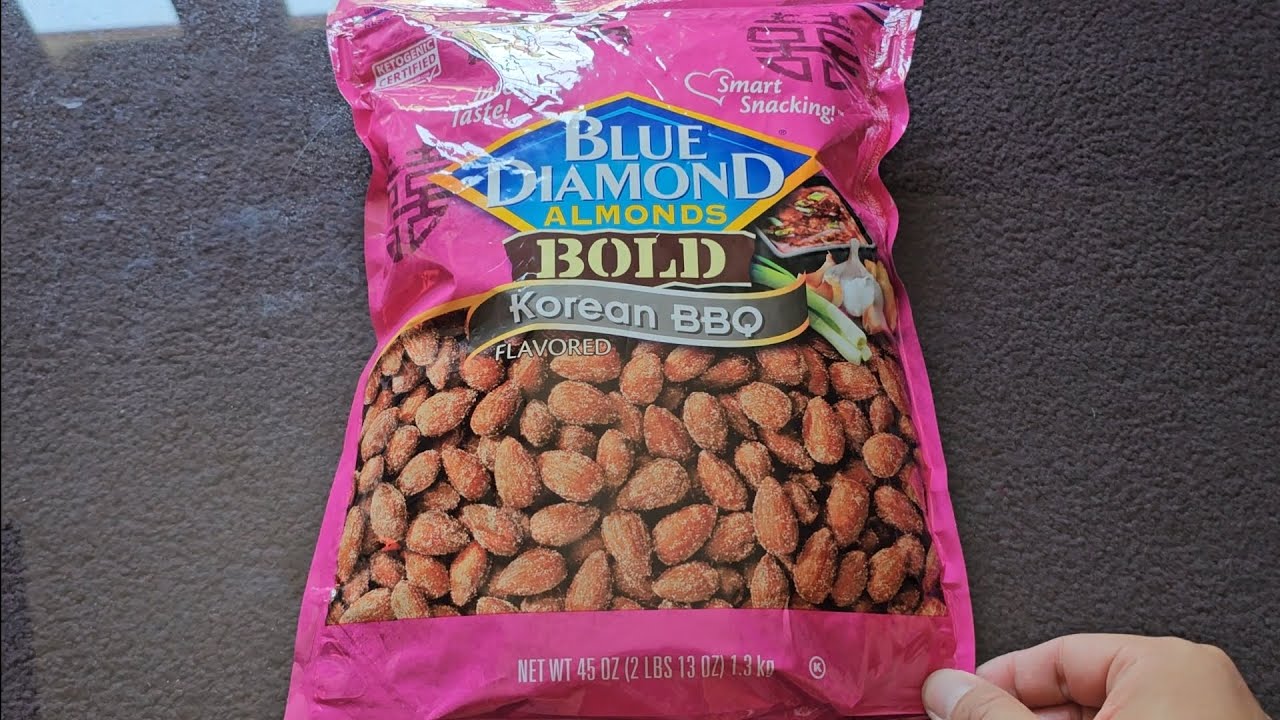 KETOGENIC
CERTIFIED
Taste!
Smart
Snacking!™
BLUE
DIAMOND®
ALMONDS
BOLD
Korean BBQ
FLAVORED
NET WT 45 OZ (2 LBS 13 OZ) 1.3 kg
K